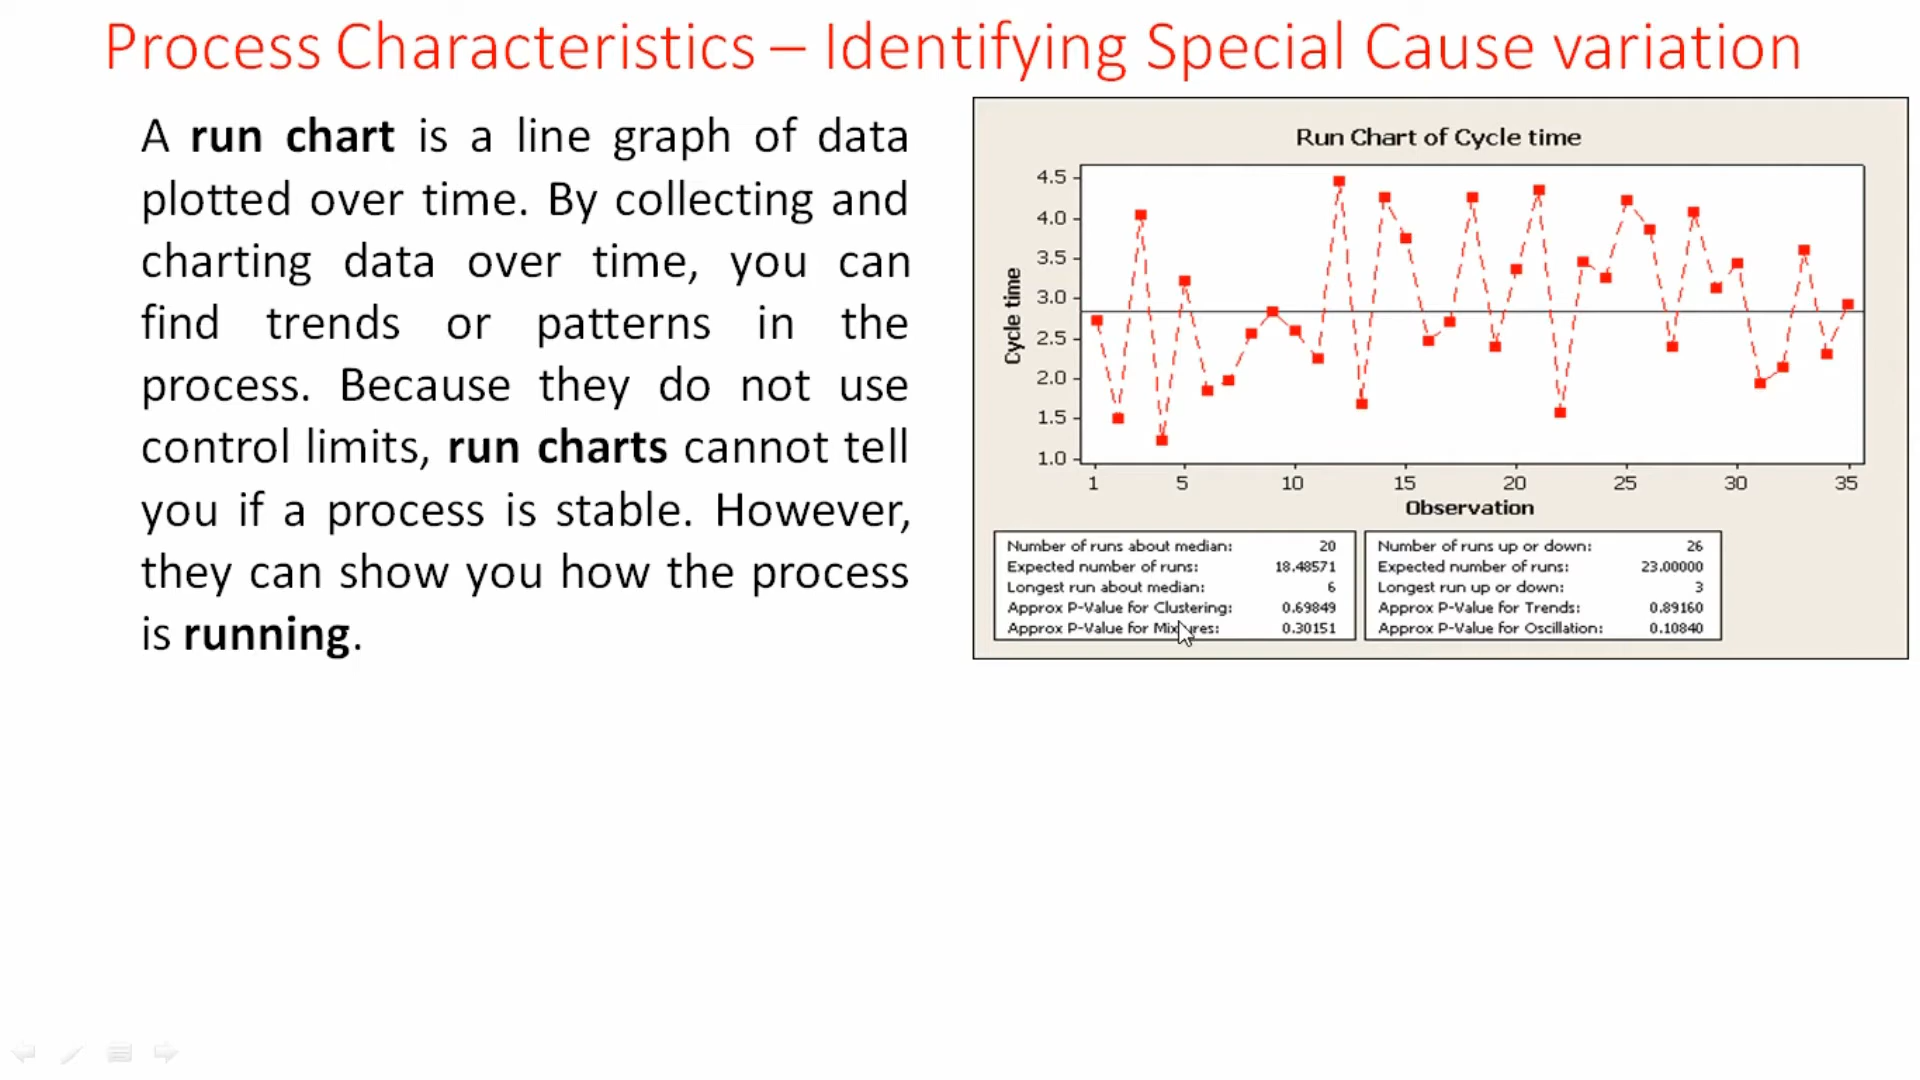 Process Characteristics – Identifying Special Cause variation
A run chart is a line graph of data
plotted over time. By collecting and
charting data over time, you can
find trends or patterns in the
process. Because they do not use
control limits, run charts cannot tell
you if a process is stable. However,
they can show you how the process
is running.
Run Chart of Cycle time
4.5
4.0
3.5
3.0
2.5
2.0
1.5
1.0
Cycle time
1 5 10 15 20 25 30 35
Observation
Number of runs about median: 20
Expected number of runs: 18.48571
Longest run about median: 6
Approx P-Value for Clustering: 0.69849
Approx P-Value for Mixtures: 0.30151
Number of runs up or down: 26
Expected number of runs: 23.00000
Longest run up or down: 3
Approx P-Value for Trends: 0.89160
Approx P-Value for Oscillation: 0.10840